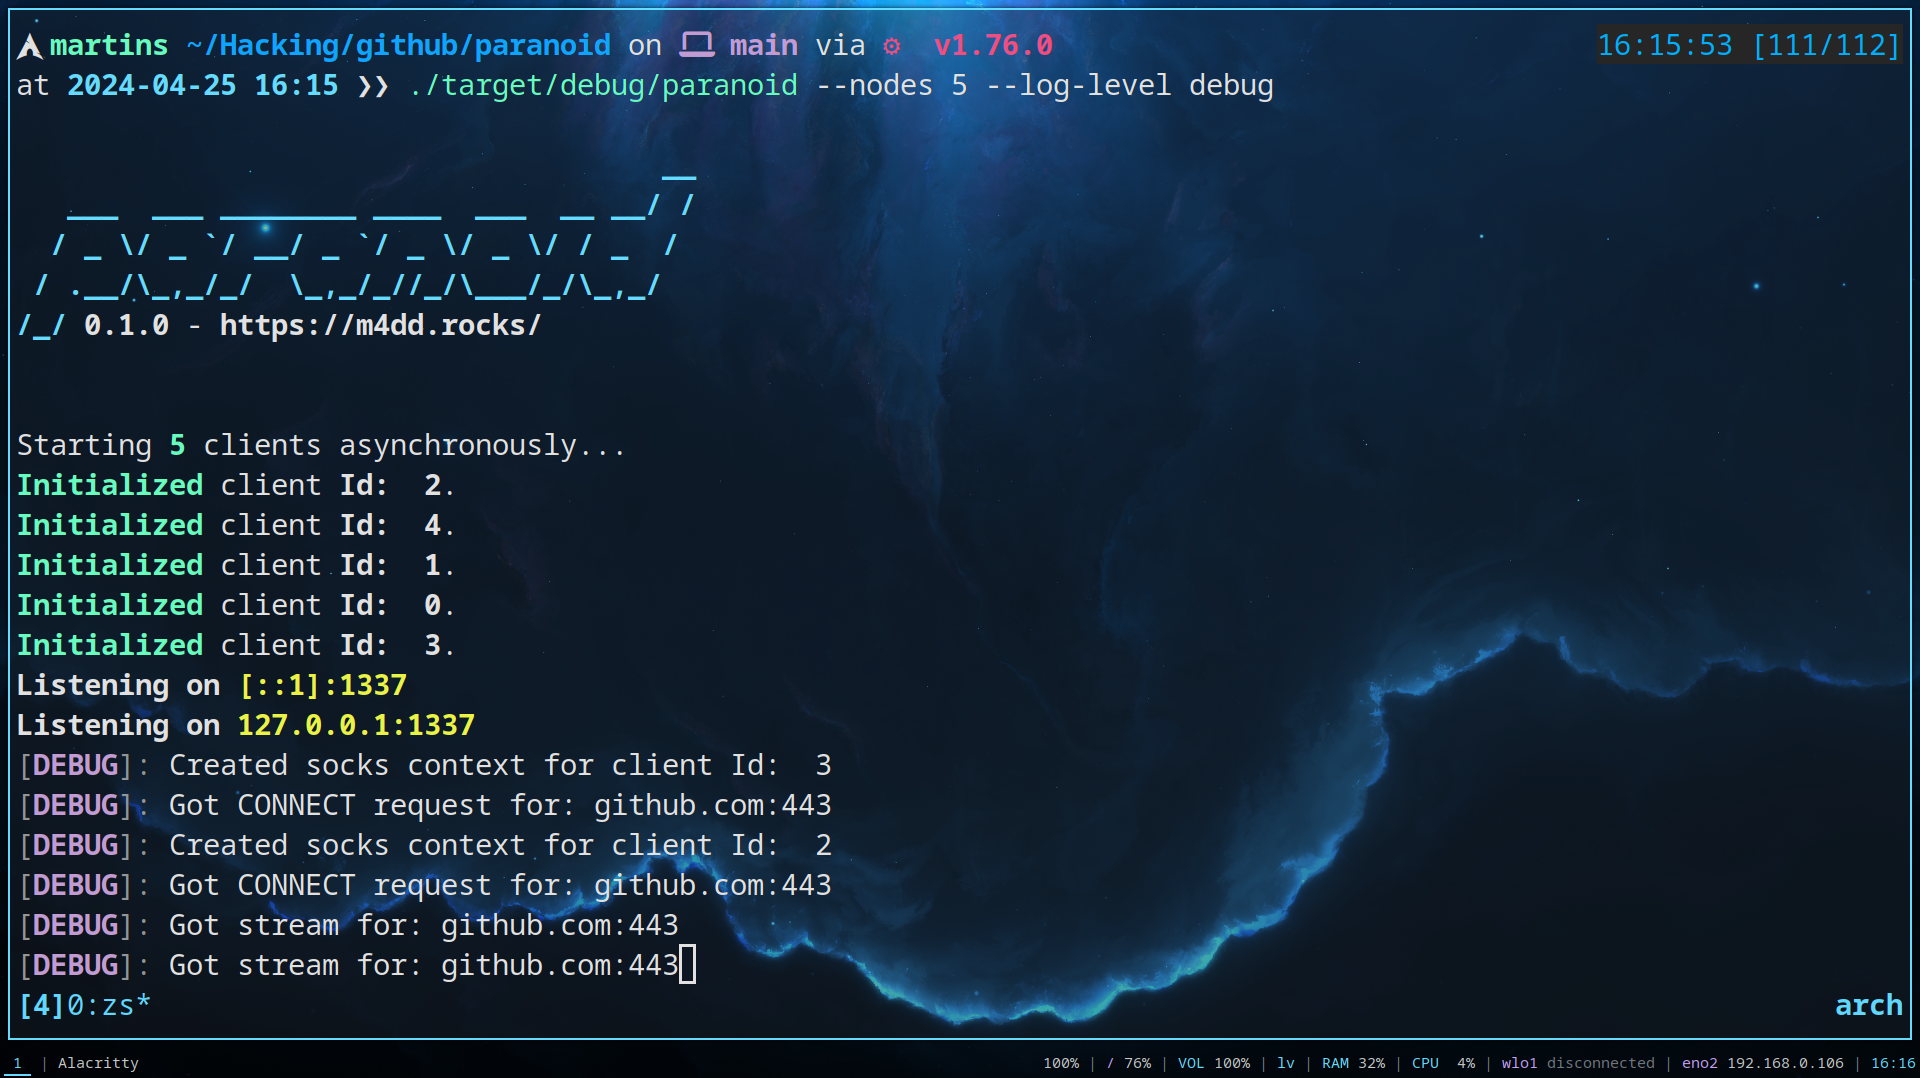 martins ~/Hacking/github/paranoid on main via v1.76.0 16:15:53 [111/112]
at 2024-04-25 16:15 ❯❯ ./target/debug/paranoid --nodes 5 --log-level debug
                                      __
   ___  ___ ________ ____  ___  __ __/ /
  / _ \/ _ `/ __/ _ `/ _ \/ _ \/ / _  /
 / .__/\_,_/_/  \_,_/_//_/\___/_/\_,_/
/_/ 0.1.0 - https://m4dd.rocks/
Starting 5 clients asynchronously...
Initialized client Id:  2.
Initialized client Id:  4.
Initialized client Id:  1.
Initialized client Id:  0.
Initialized client Id:  3.
Listening on [::1]:1337
Listening on 127.0.0.1:1337
[DEBUG]: Created socks context for client Id:  3
[DEBUG]: Got CONNECT request for: github.com:443
[DEBUG]: Created socks context for client Id:  2
[DEBUG]: Got CONNECT request for: github.com:443
[DEBUG]: Got stream for: github.com:443
[DEBUG]: Got stream for: github.com:443
[4]0:zs* arch
1 | Alacritty 100% | / 76% | VOL 100% | lv | RAM 32% | CPU 4% | wlo1 disconnected | eno2 192.168.0.106 | 16:16